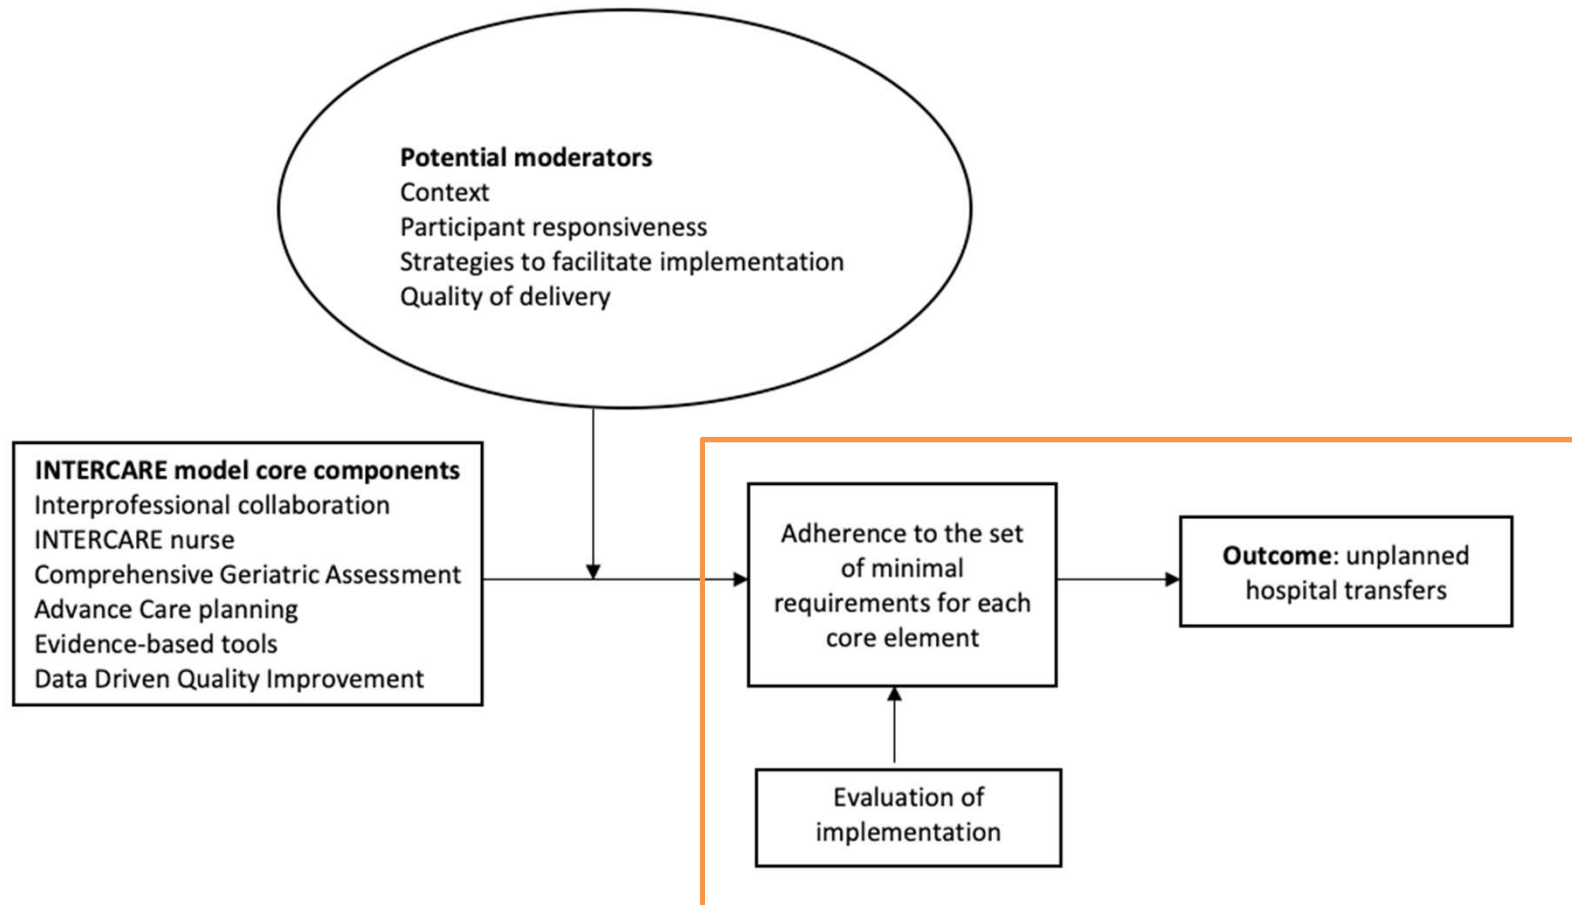 Potential moderators
Context
Participant responsiveness
Strategies to facilitate implementation
Quality of delivery
INTERCARE model core components
Interprofessional collaboration
INTERCARE nurse
Comprehensive Geriatric Assessment
Advance Care planning
Evidence-based tools
Data Driven Quality Improvement
Adherence to the set
of minimal
requirements for each
core element
Outcome: unplanned
hospital transfers
Evaluation of
implementation